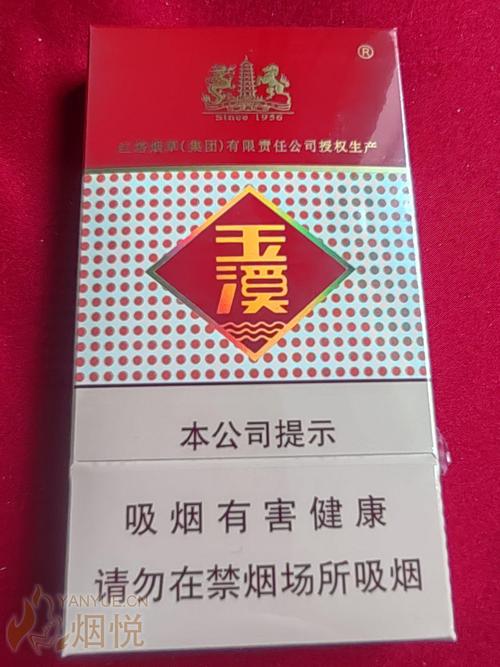 ®
Since 1956
红塔烟草(集团)有限责任公司授权生产
玉溪
本公司提示
吸烟有害健康
请勿在禁烟场所吸烟
YANYUE.CN
烟悦